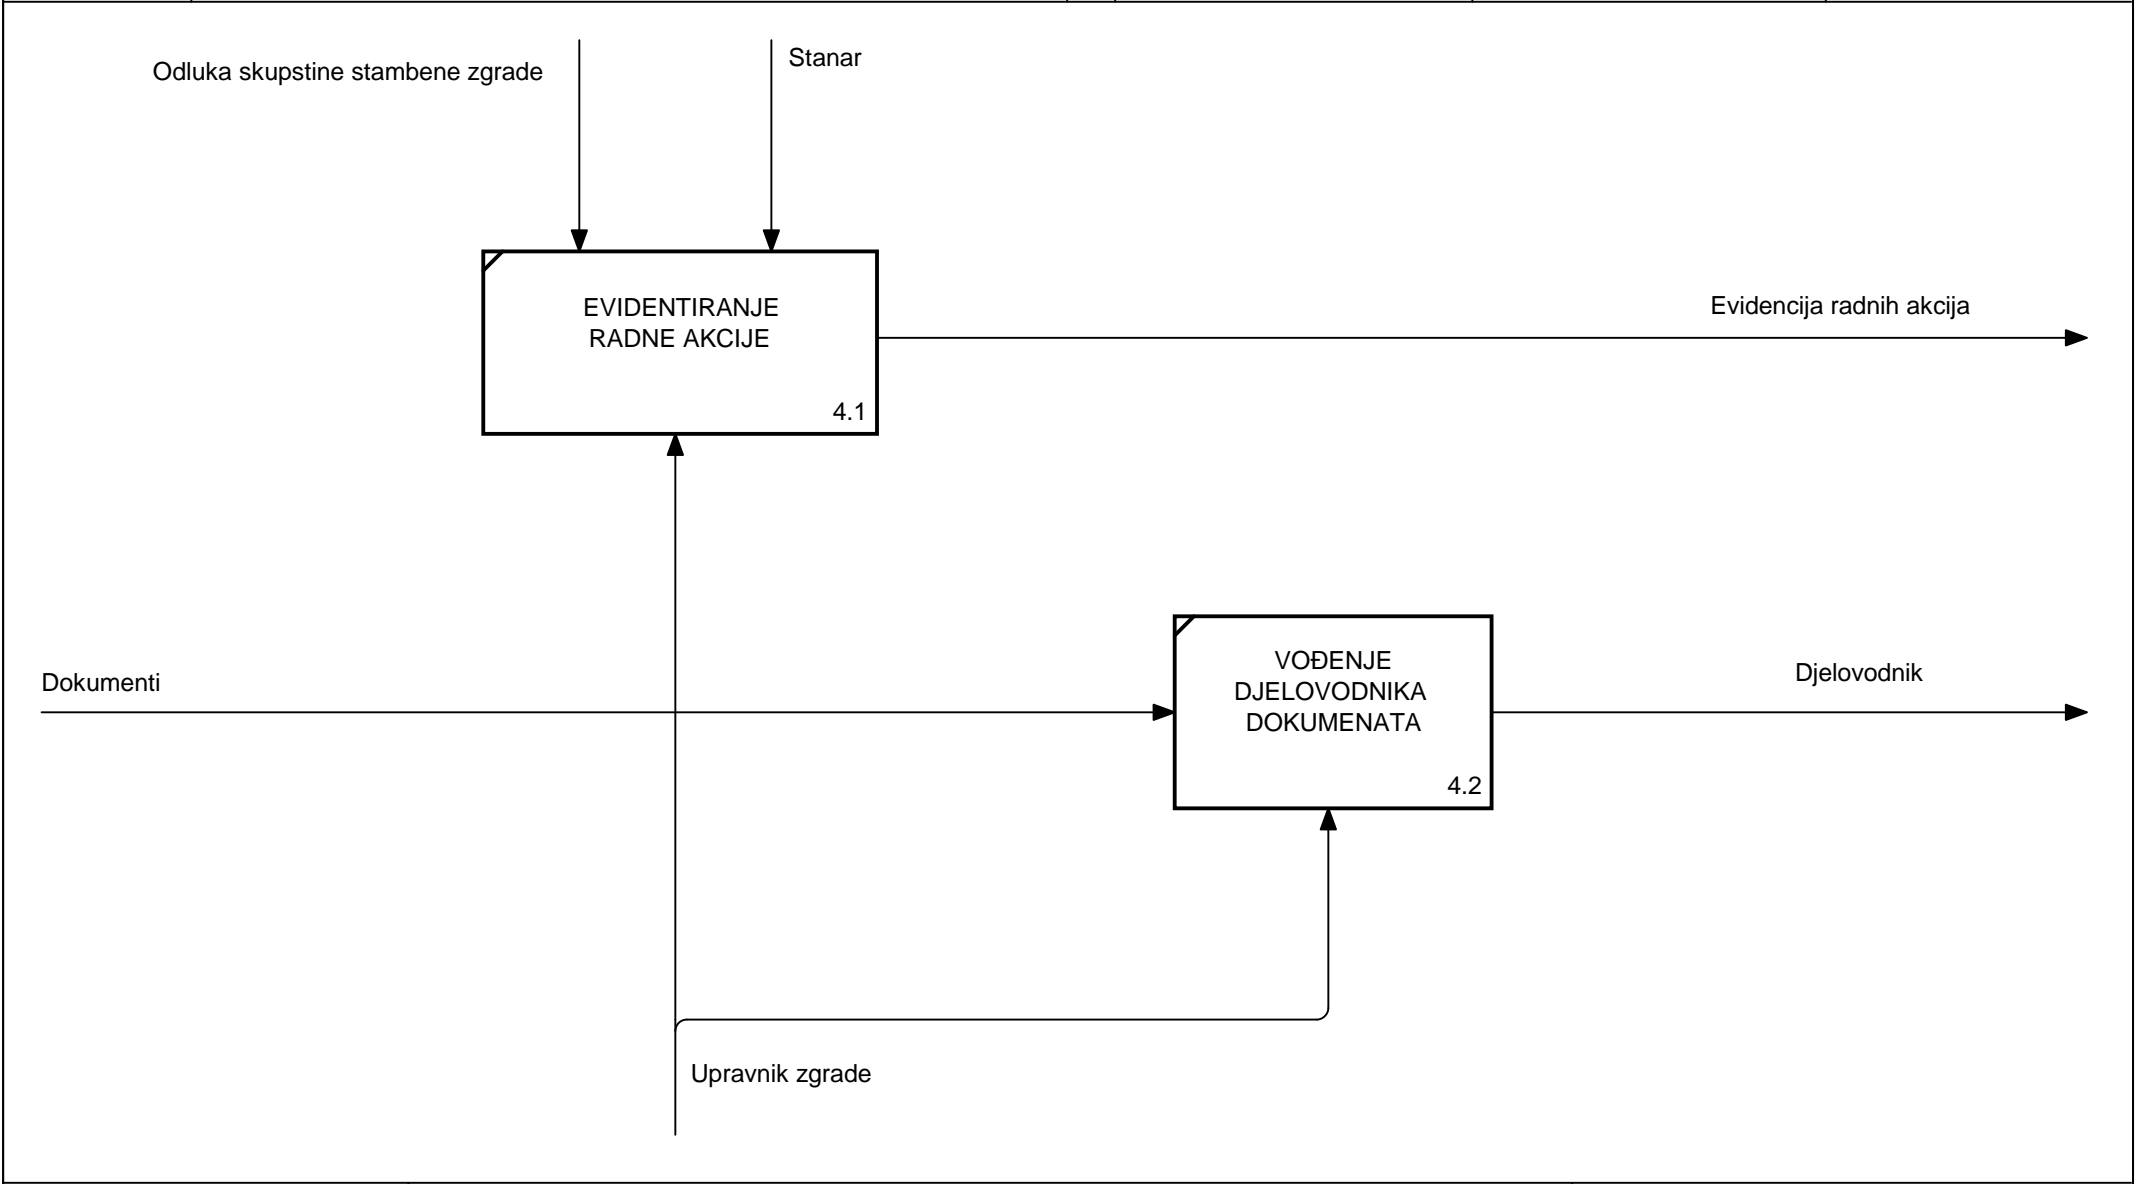 Odluka skupstine stambene zgrade
Stanar
EVIDENTIRANJE
RADNE AKCIJE
4.1
Evidencija radnih akcija
Dokumenti
VOĐENJE
DJELOVODNIKA
DOKUMENATA
4.2
Djelovodnik
Upravnik zgrade